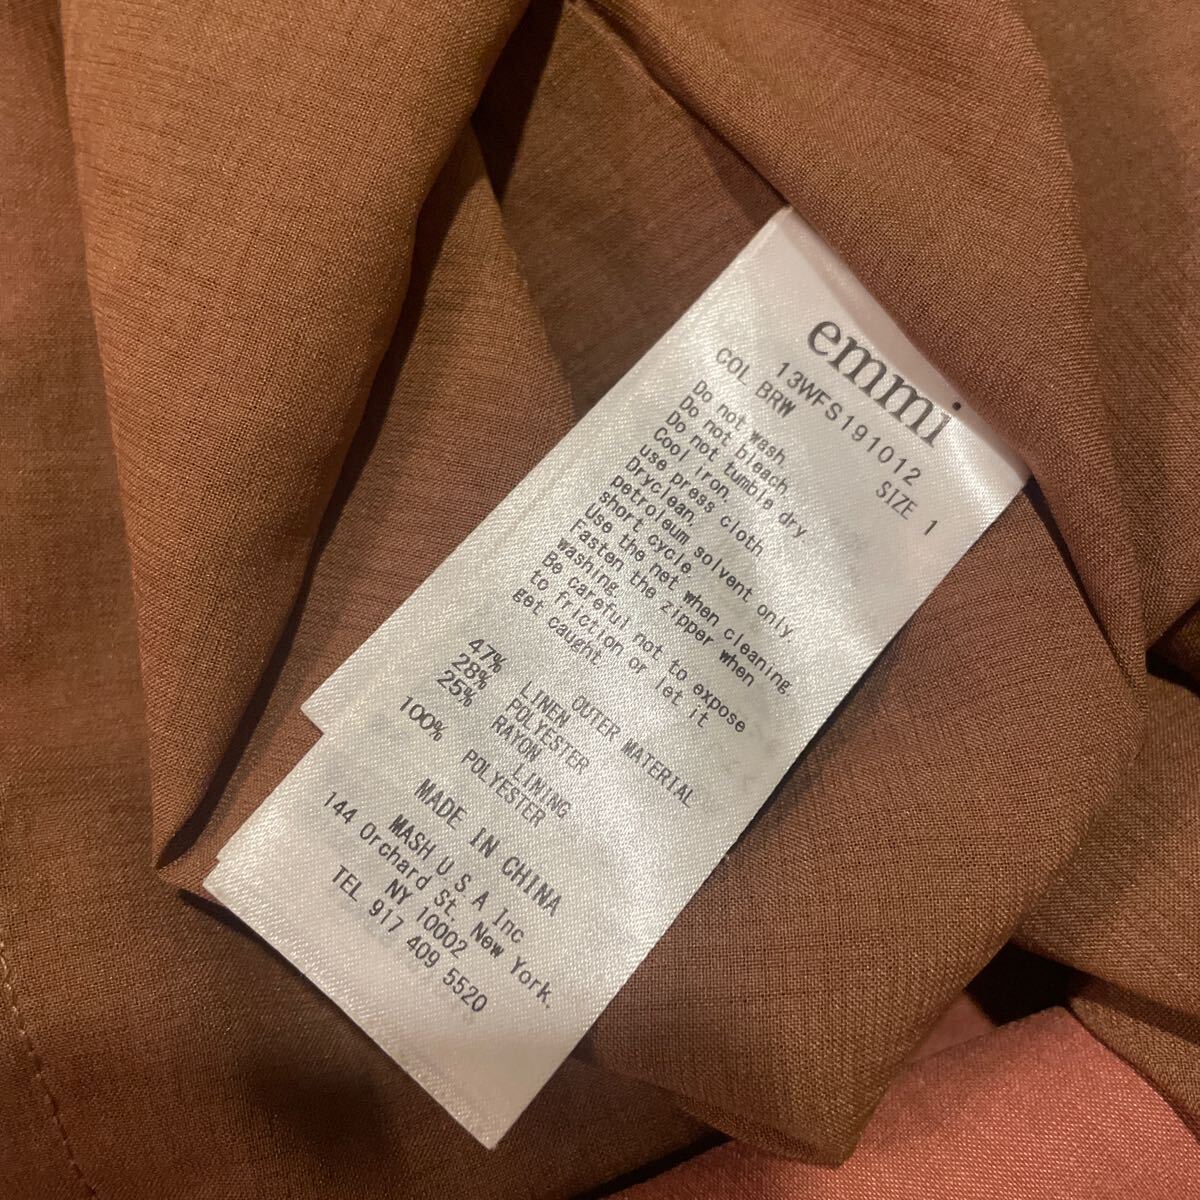 emmi
13WFS191012
COL BRW SIZE 1
Do not wash.
Do not bleach.
Do not tumble dry
Cool iron.
use press cloth.
Dryclean.
petroleum solvent only.
short cycle.
Use the net when cleaning.
Fasten the zipper when
washing.
Be careful not to expose
to friction or let it
get caught.
OUTER MATERIAL
47% LINEN
28% POLYESTER
25% RAYON
LINING
100% POLYESTER
MADE IN CHINA
MASH U S A Inc
144 Orchard St. New York.
NY 10002
TEL 917 409 5520